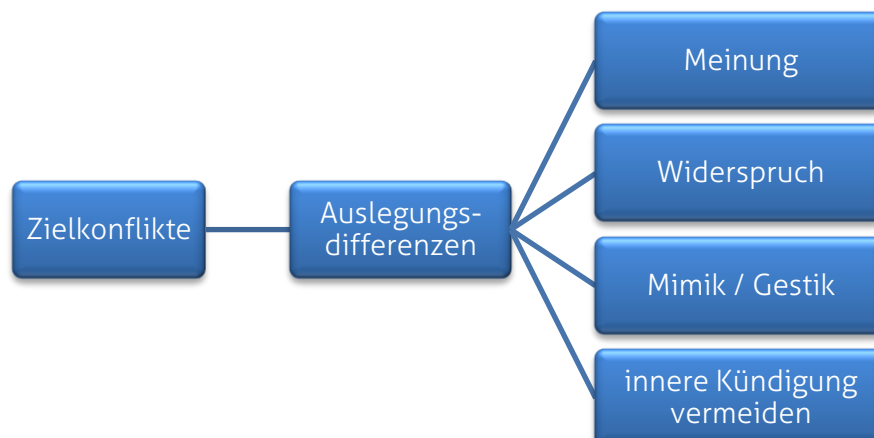 Zielkonflikte
Auslegungs-
differenzen
Meinung
Widerspruch
Mimik / Gestik
innere Kündigung
vermeiden